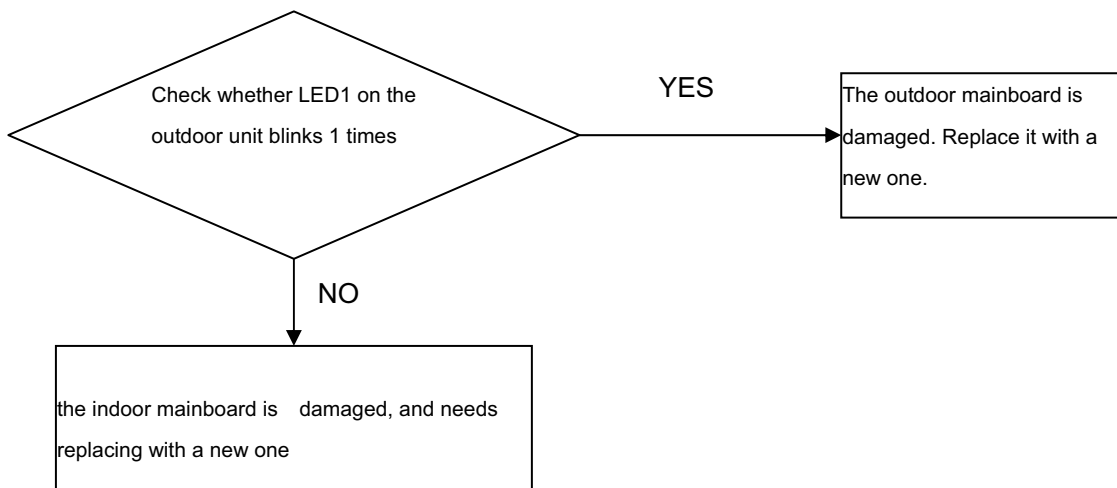 Check whether LED1 on the
outdoor unit blinks 1 times
YES
The outdoor mainboard is
damaged. Replace it with a
new one.
NO
the indoor mainboard is damaged, and needs
replacing with a new one